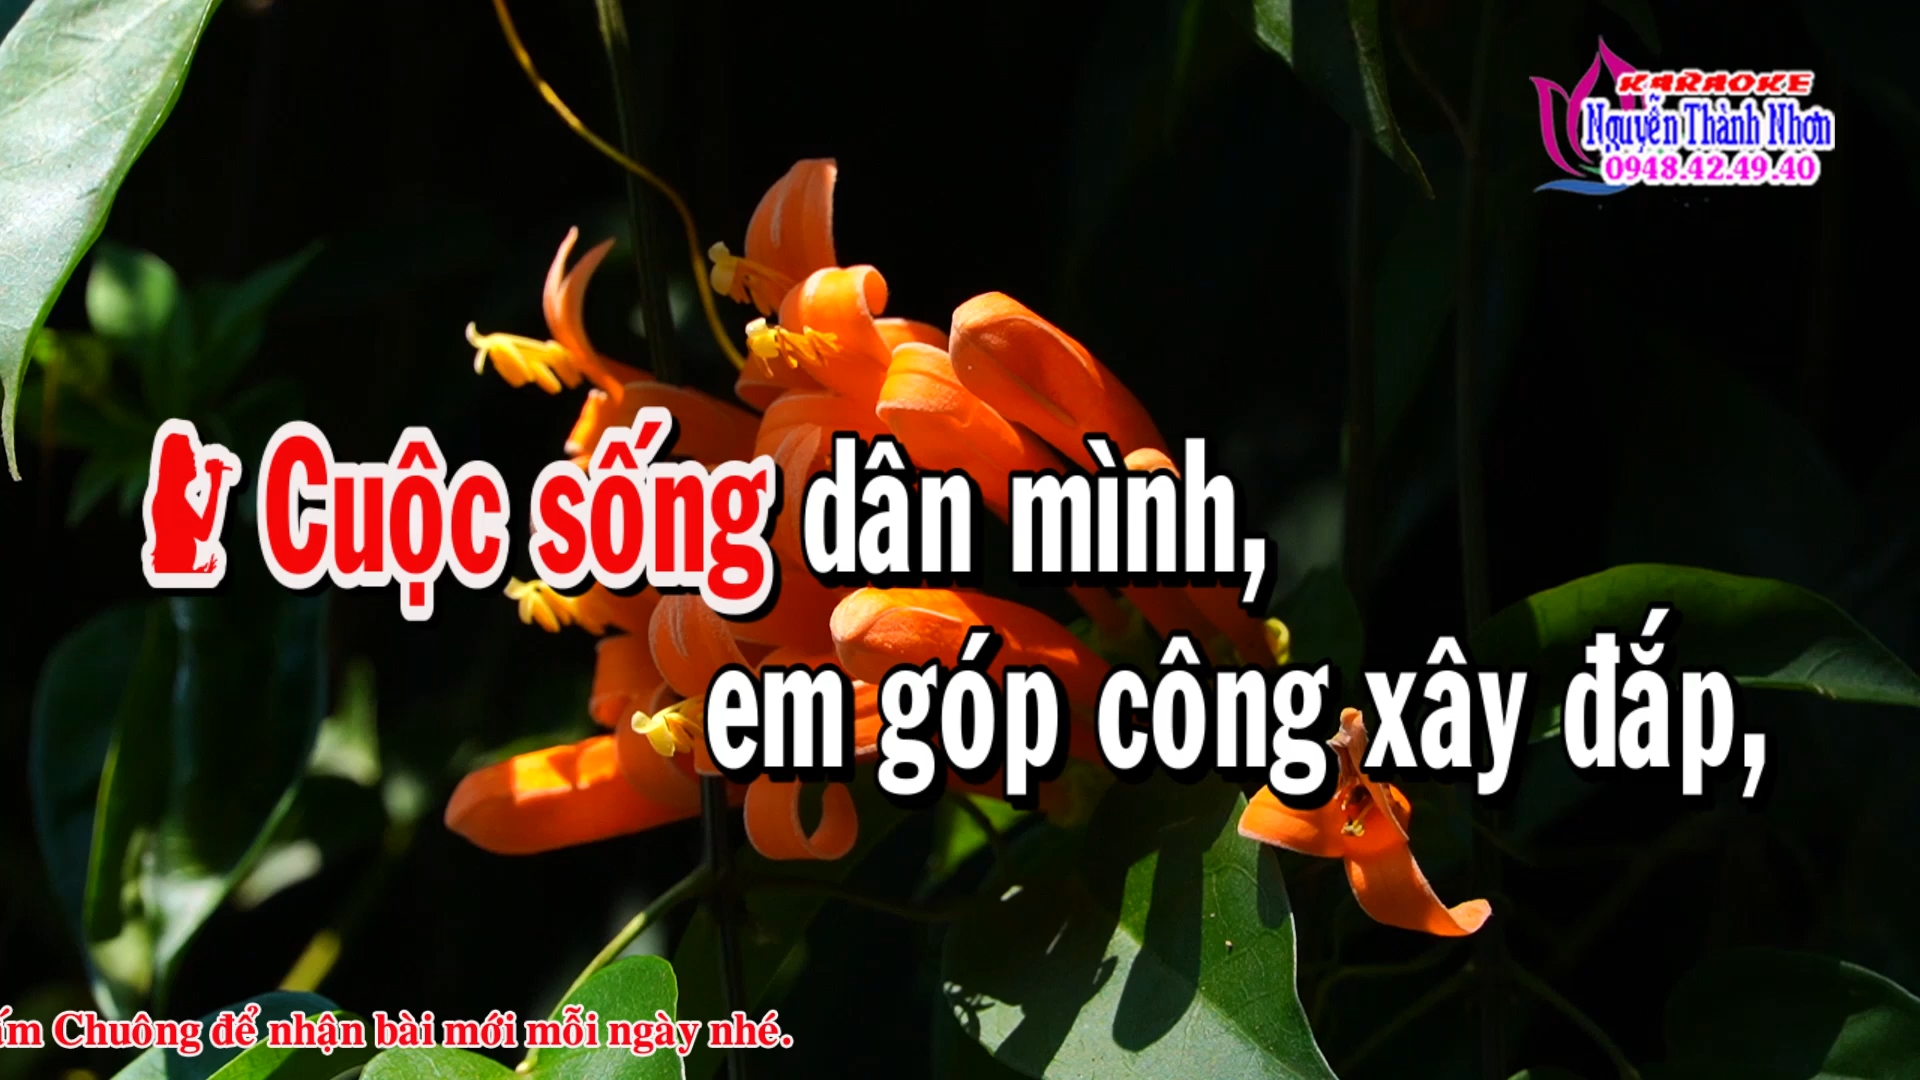 KARAOKE
Nguyễn Thành Nhơn
0948.42.49.40
Cuộc sống dân mình,
em góp công xây đắp,
Chuông để nhận bài mới mỗi ngày nhé.